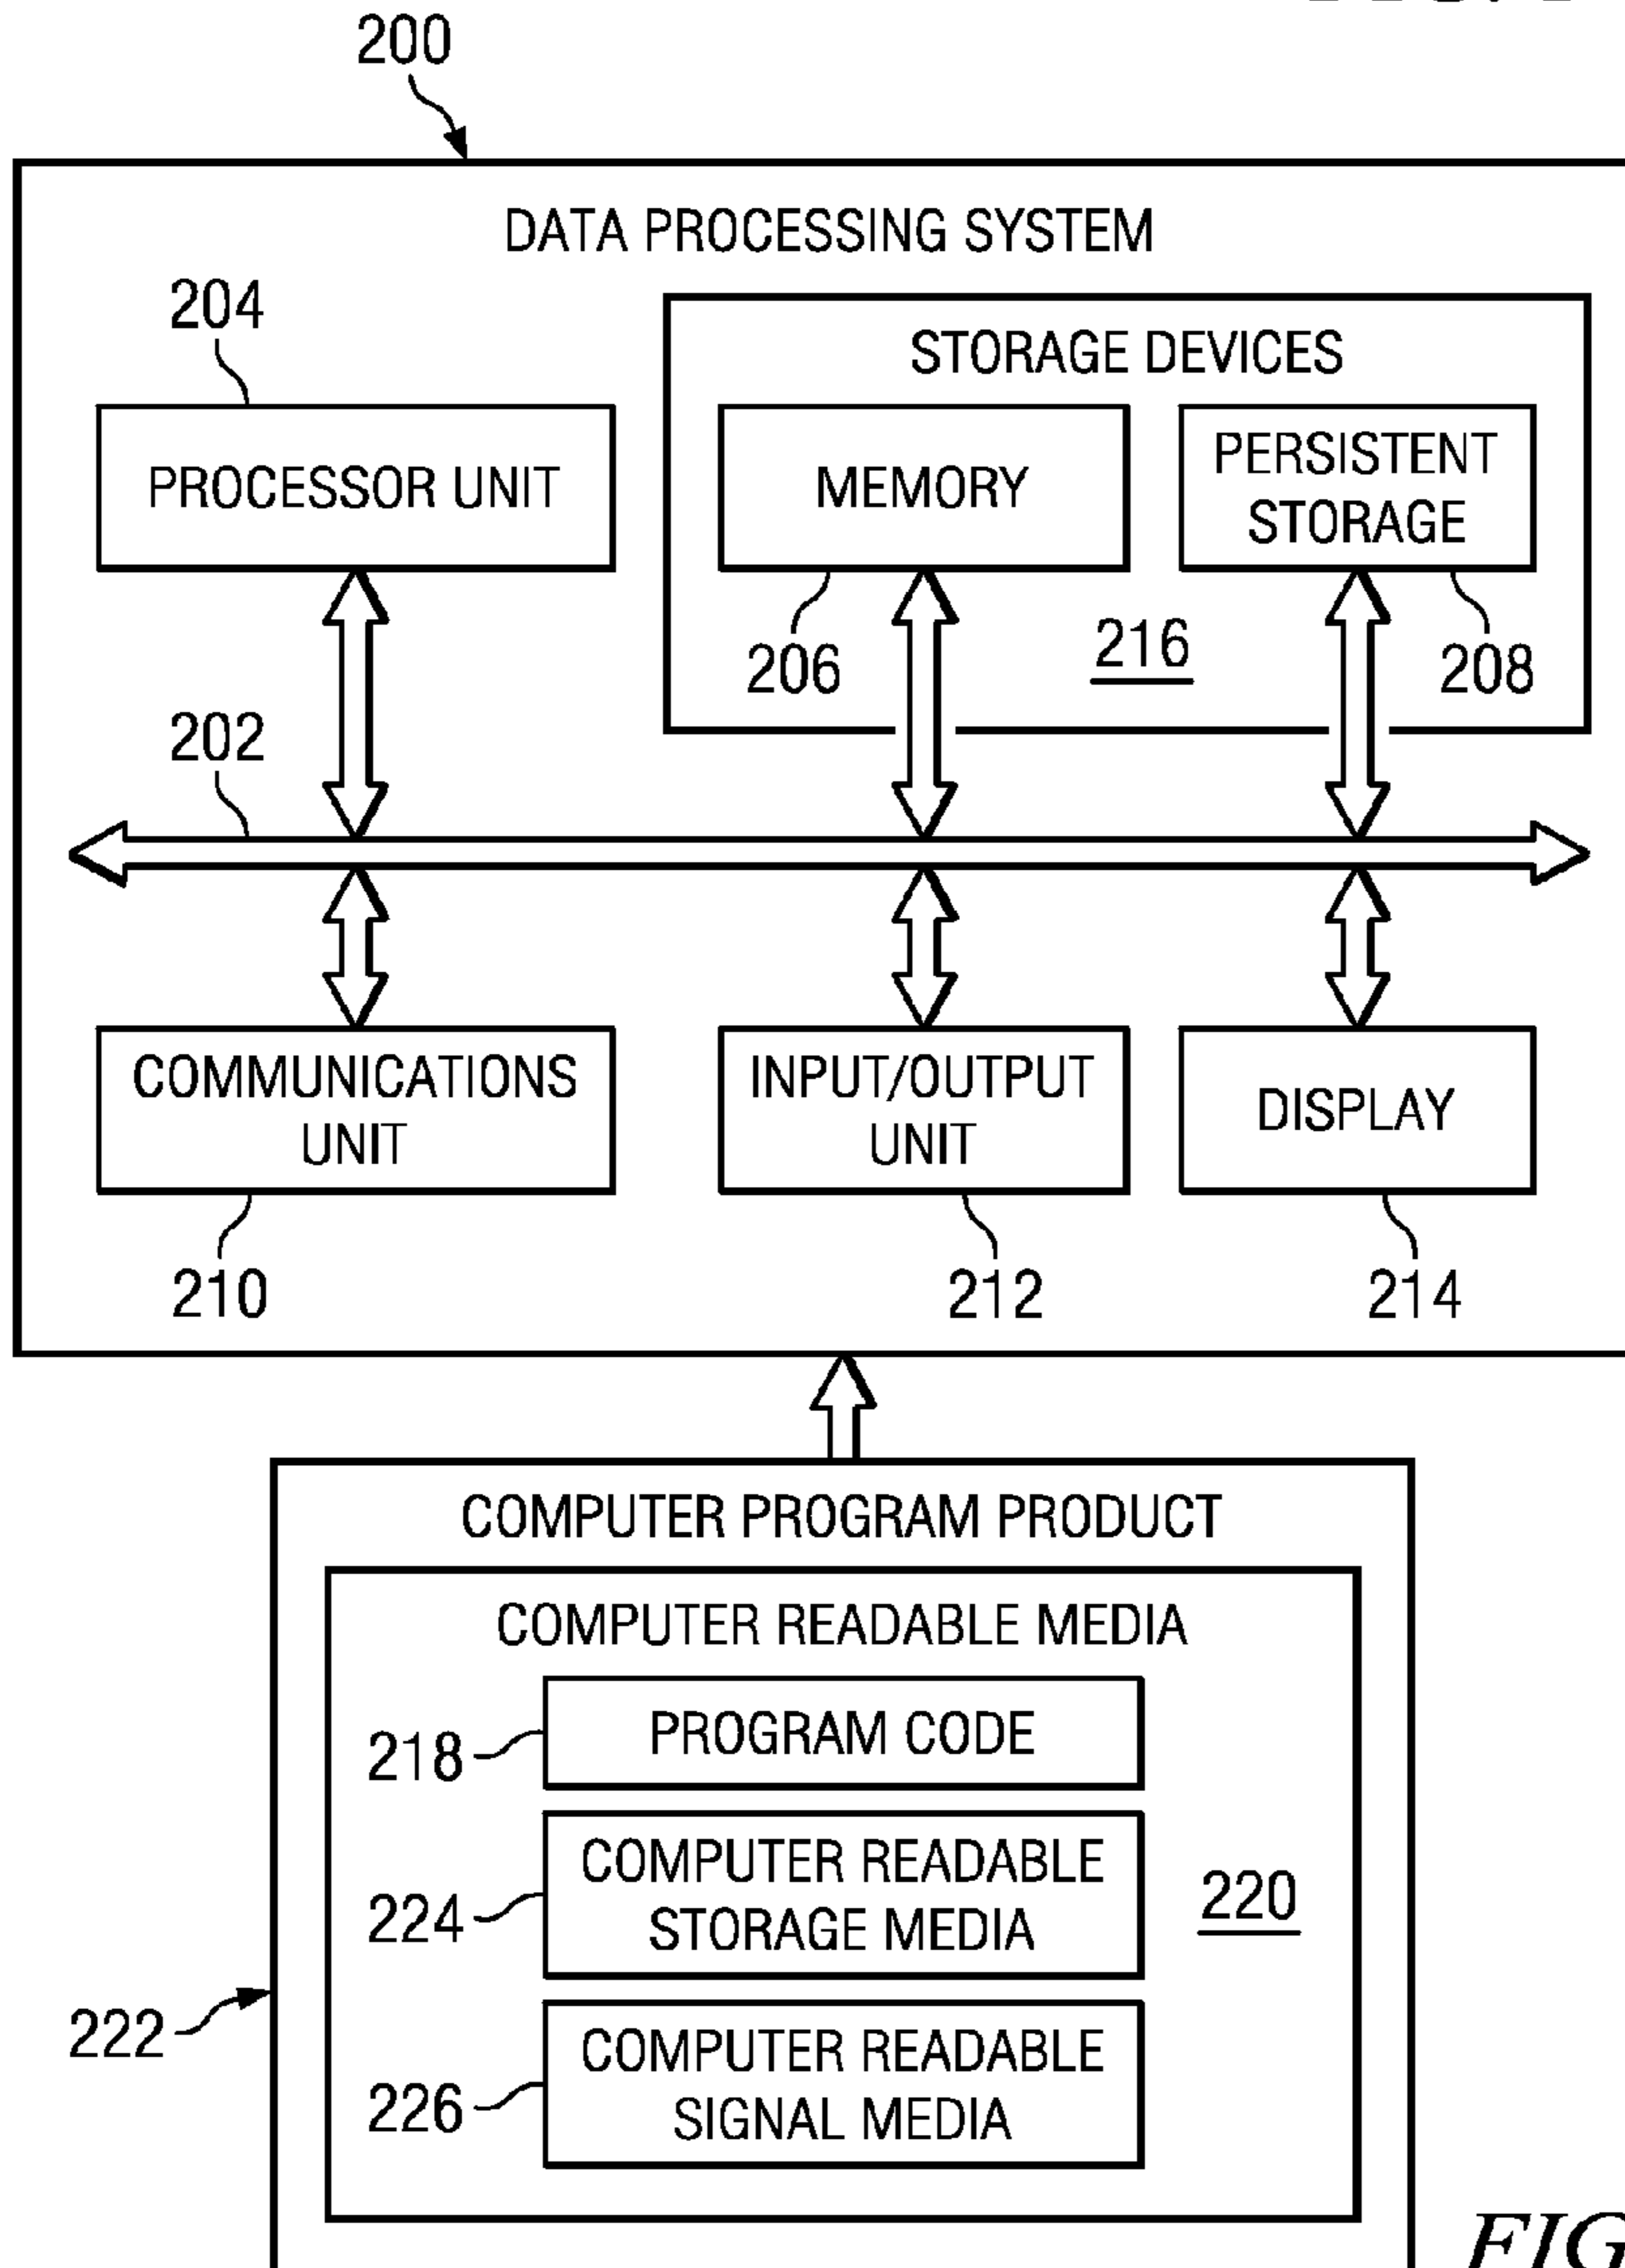 200
DATA PROCESSING SYSTEM
204
STORAGE DEVICES
PROCESSOR UNIT
MEMORY
PERSISTENT
STORAGE
206
216
208
202
COMMUNICATIONS
UNIT
INPUT/OUTPUT
UNIT
DISPLAY
210
212
214
COMPUTER PROGRAM PRODUCT
COMPUTER READABLE MEDIA
218
PROGRAM CODE
224
COMPUTER READABLE
STORAGE MEDIA
220
222
226
COMPUTER READABLE
SIGNAL MEDIA
FIG